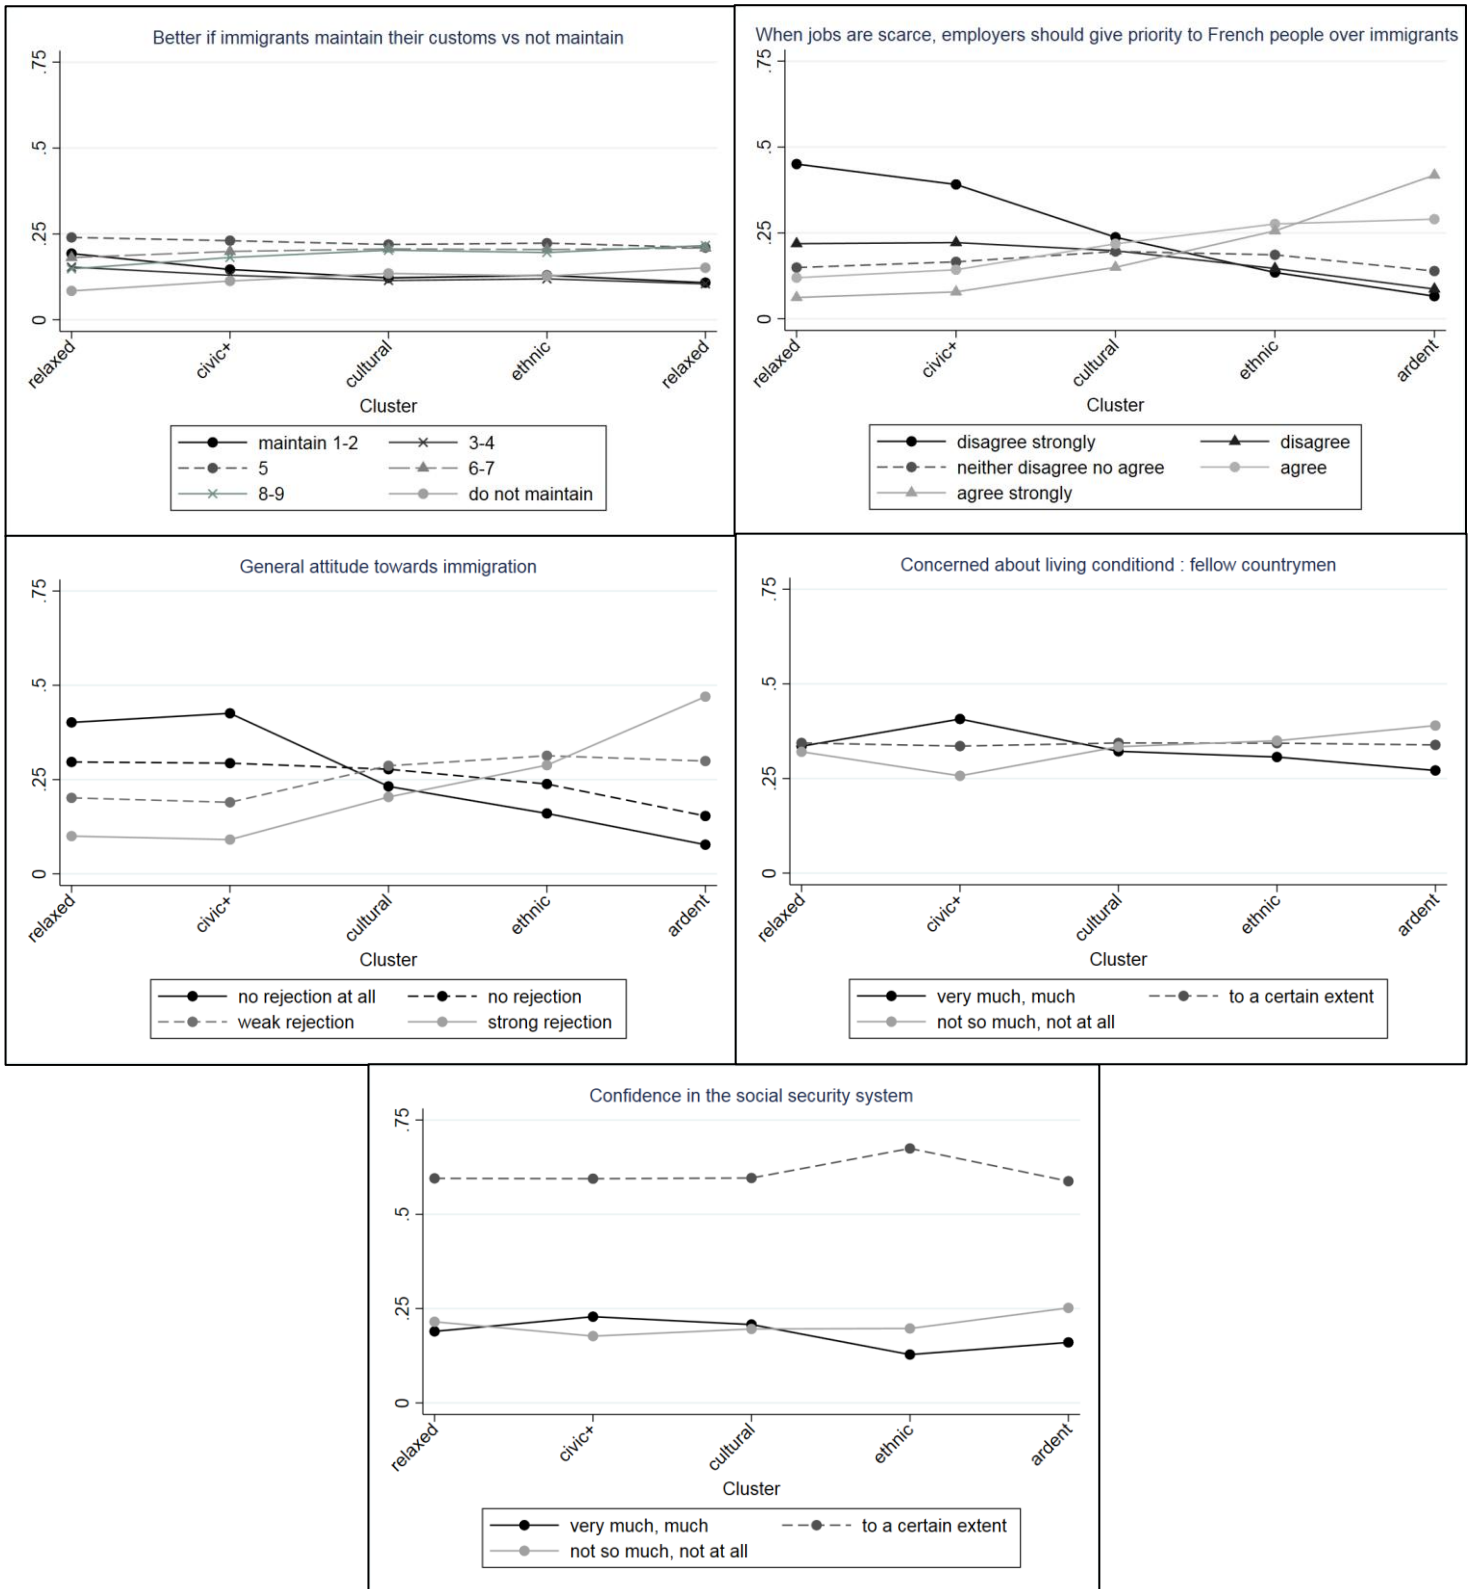 Better if immigrants maintain their customs vs not maintain
.75
.5
.25
0
relaxed
civic+
cultural
ethnic
relaxed
Cluster
maintain 1-2
3-4
5
6-7
8-9
do not maintain
When jobs are scarce, employers should give priority to French people over immigrants
.75
.5
.25
0
relaxed
civic+
cultural
ethnic
ardent
Cluster
disagree strongly
disagree
neither disagree no agree
agree
agree strongly
General attitude towards immigration
.75
.5
.25
0
relaxed
civic+
cultural
ethnic
ardent
Cluster
no rejection at all
no rejection
weak rejection
strong rejection
Concerned about living conditiond : fellow countrymen
.75
.5
.25
0
relaxed
civic+
cultural
ethnic
ardent
Cluster
very much, much
to a certain extent
not so much, not at all
Confidence in the social security system
.75
.5
.25
0
relaxed
civic+
cultural
ethnic
ardent
Cluster
very much, much
to a certain extent
not so much, not at all